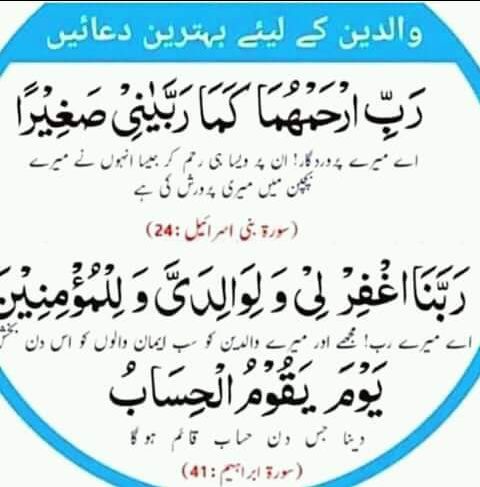 والدین کے لیئے بہترین دعائیں
رَبِّ ارْحَمْهُمَا كَمَا رَبَّيٰنِيْ صَغِيْرًا
اے میرے پروردگار! ان پر ویسا ہی رحم کر جیسا انہوں نے میرے
بچپن میں میری پرورش کی ہے
(سورۃ بنی اسرائیل :24)
رَبَّنَا اغْفِرْ لِيْ وَ لِوَالِدَيَّ وَ لِلْمُؤْمِنِيْنَ
اے میرے رب! مجھے اور میرے والدین کو سب ایمان والوں کو اس دن بخش
يَوْمَ يَقُوْمُ الْحِسَابُ
دینا جس دن حساب قائم ہو گا
(سورۃ ابراہیم :41)